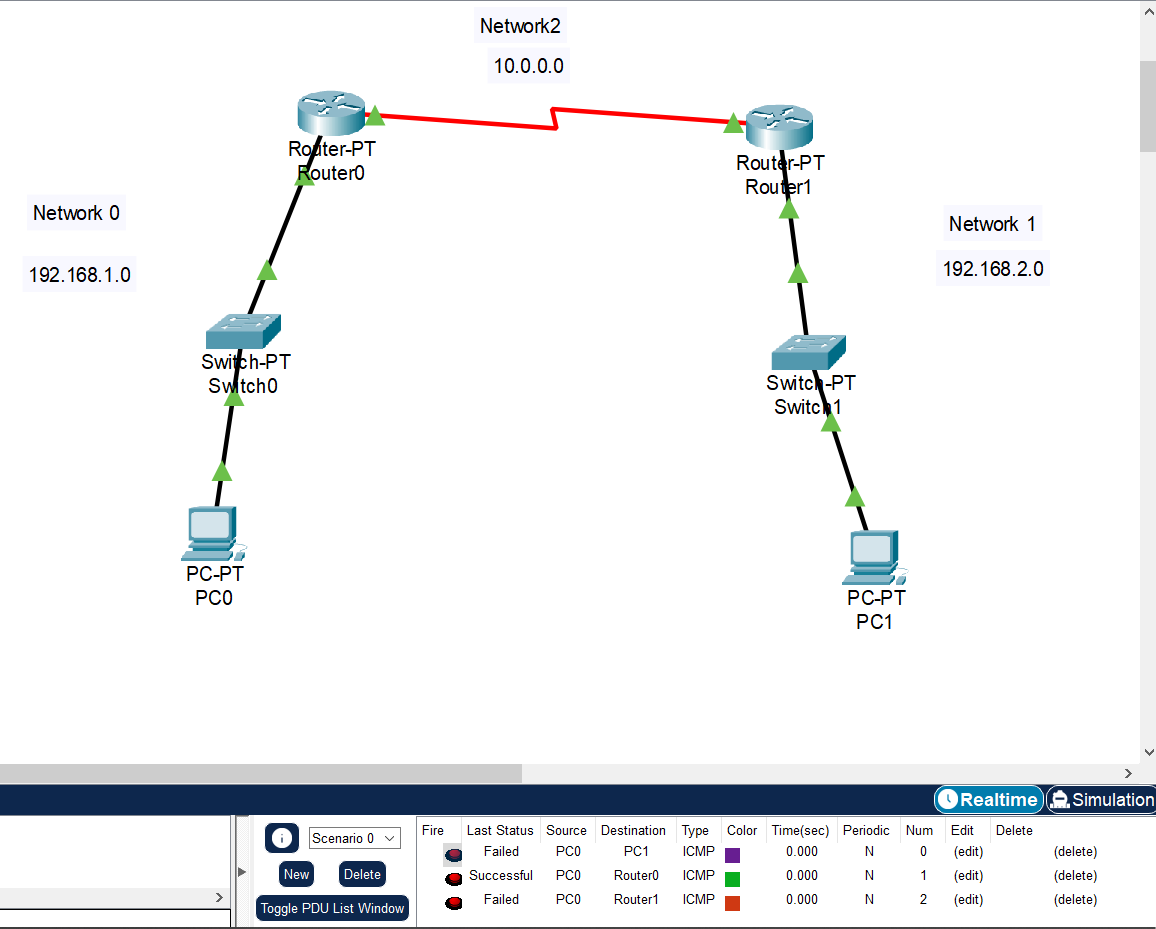 Network2
10.0.0.0
Router-PT
Router0
Router-PT
Router1
Network 0
192.168.1.0
Network 1
192.168.2.0
Switch-PT
Switch0
Switch-PT
Switch1
PC-PT
PC0
PC-PT
PC1
Realtime Simulation
Scenario 0
New Delete
Toggle PDU List Window
Fire Last Status Source Destination Type Color Time(sec) Periodic Num Edit Delete
Failed PC0 PC1 ICMP 0.000 N 0 (edit) (delete)
Successful PC0 Router0 ICMP 0.000 N 1 (edit) (delete)
Failed PC0 Router1 ICMP 0.000 N 2 (edit) (delete)